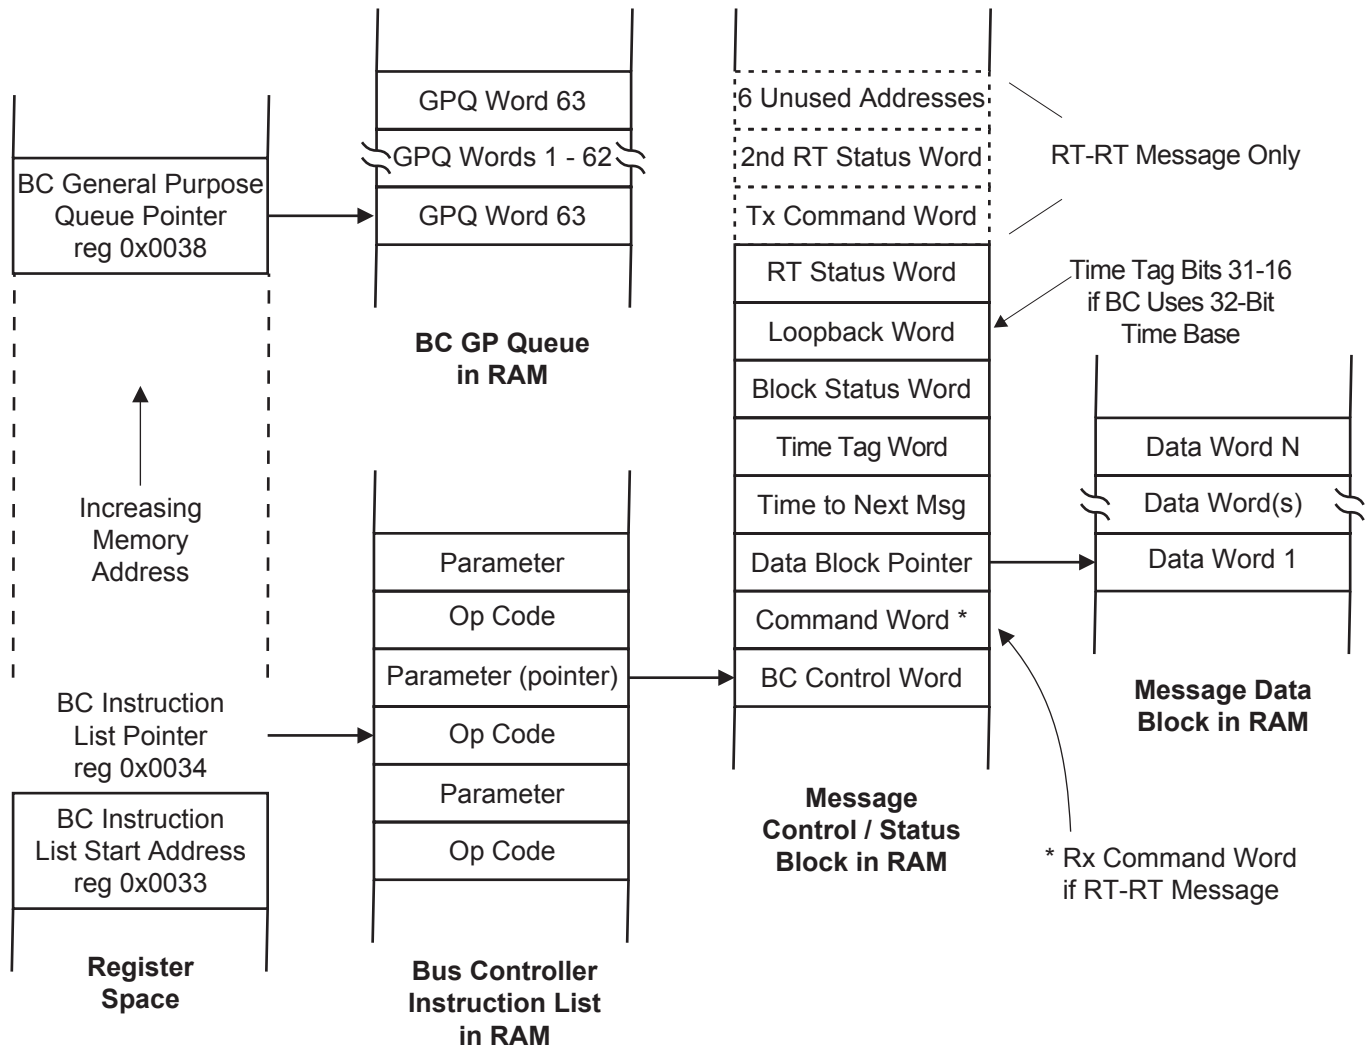 BC General Purpose
Queue Pointer
reg 0x0038
Increasing
Memory
Address
BC Instruction
List Pointer
reg 0x0034
BC Instruction
List Start Address
reg 0x0033
Register
Space
GPQ Word 63
GPQ Words 1 - 62
GPQ Word 63
BC GP Queue
in RAM
Parameter
Op Code
Parameter (pointer)
Op Code
Parameter
Op Code
Bus Controller
Instruction List
in RAM
6 Unused Addresses
2nd RT Status Word
Tx Command Word
RT Status Word
Loopback Word
Block Status Word
Time Tag Word
Time to Next Msg
Data Block Pointer
Command Word *
BC Control Word
Message
Control / Status
Block in RAM
RT-RT Message Only
Time Tag Bits 31-16
if BC Uses 32-Bit
Time Base
Data Word N
Data Word(s)
Data Word 1
Message Data
Block in RAM
* Rx Command Word
if RT-RT Message